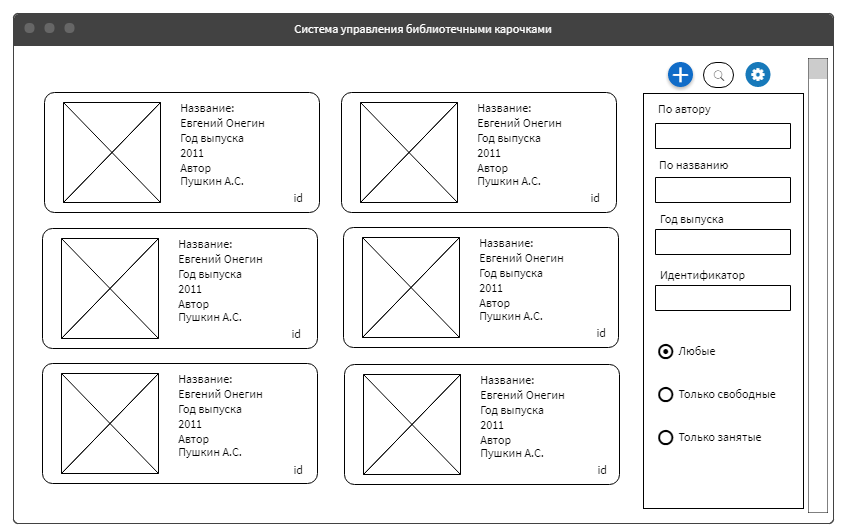 Система управления библиотечными карочками
Название:
Евгений Онегин
Год выпуска
2011
Автор
Пушкин А.С.
id
Название:
Евгений Онегин
Год выпуска
2011
Автор
Пушкин А.С.
id
Название:
Евгений Онегин
Год выпуска
2011
Автор
Пушкин А.С.
id
Название:
Евгений Онегин
Год выпуска
2011
Автор
Пушкин А.С.
id
Название:
Евгений Онегин
Год выпуска
2011
Автор
Пушкин А.С.
id
Название:
Евгений Онегин
Год выпуска
2011
Автор
Пушкин А.С.
id
По автору
По названию
Год выпуска
Идентификатор
Любые
Только свободные
Только занятые